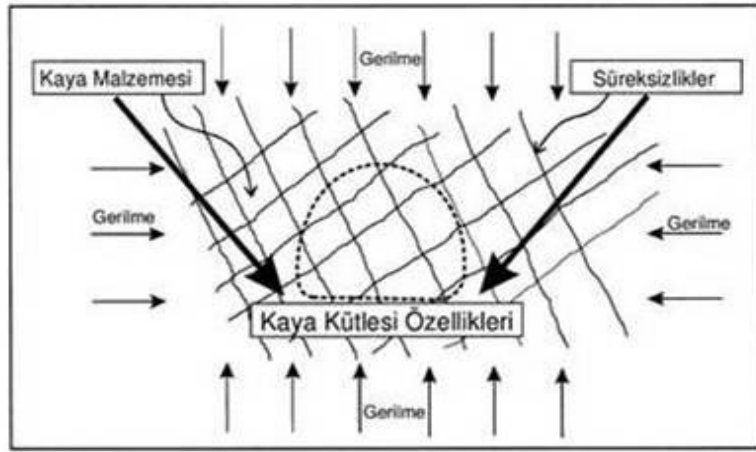 Gerilme
Kaya Malzemesi
Süreksizlikler
Gerilme
Gerilme
Kaya Kütlesi Özellikleri
Gerilme